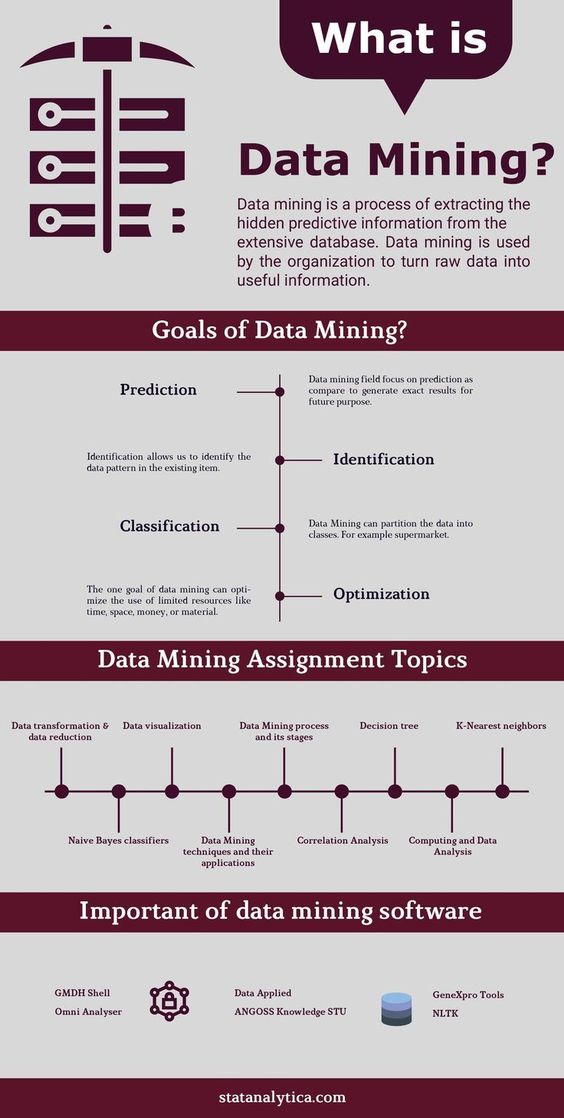 What is
Data Mining?
Data mining is a process of extracting the
hidden predictive information from the
extensive database. Data mining is used
by the organization to turn raw data into
useful information.
Goals of Data Mining?
Prediction
Data mining field focus on prediction as
compare to generate exact results for
future purpose.
Identification allows us to identify the
data pattern in the existing item.
Identification
Classification
Data Mining can partition the data into
classes. For example supermarket.
The one goal of data mining can opti-
mize the use of limited resources like
time, space, money, or material.
Optimization
Data Mining Assignment Topics
Data transformation &
data reduction
Data visualization
Data Mining process
and its stages
Decision tree
K-Nearest neighbors
Naive Bayes classifiers
Data Mining
techniques and their
applications
Correlation Analysis
Computing and Data
Analysis
Important of data mining software
GMDH Shell
Omni Analyser
Data Applied
ANGOSS Knowledge STU
GeneXpro Tools
NLTK
statanalytica.com